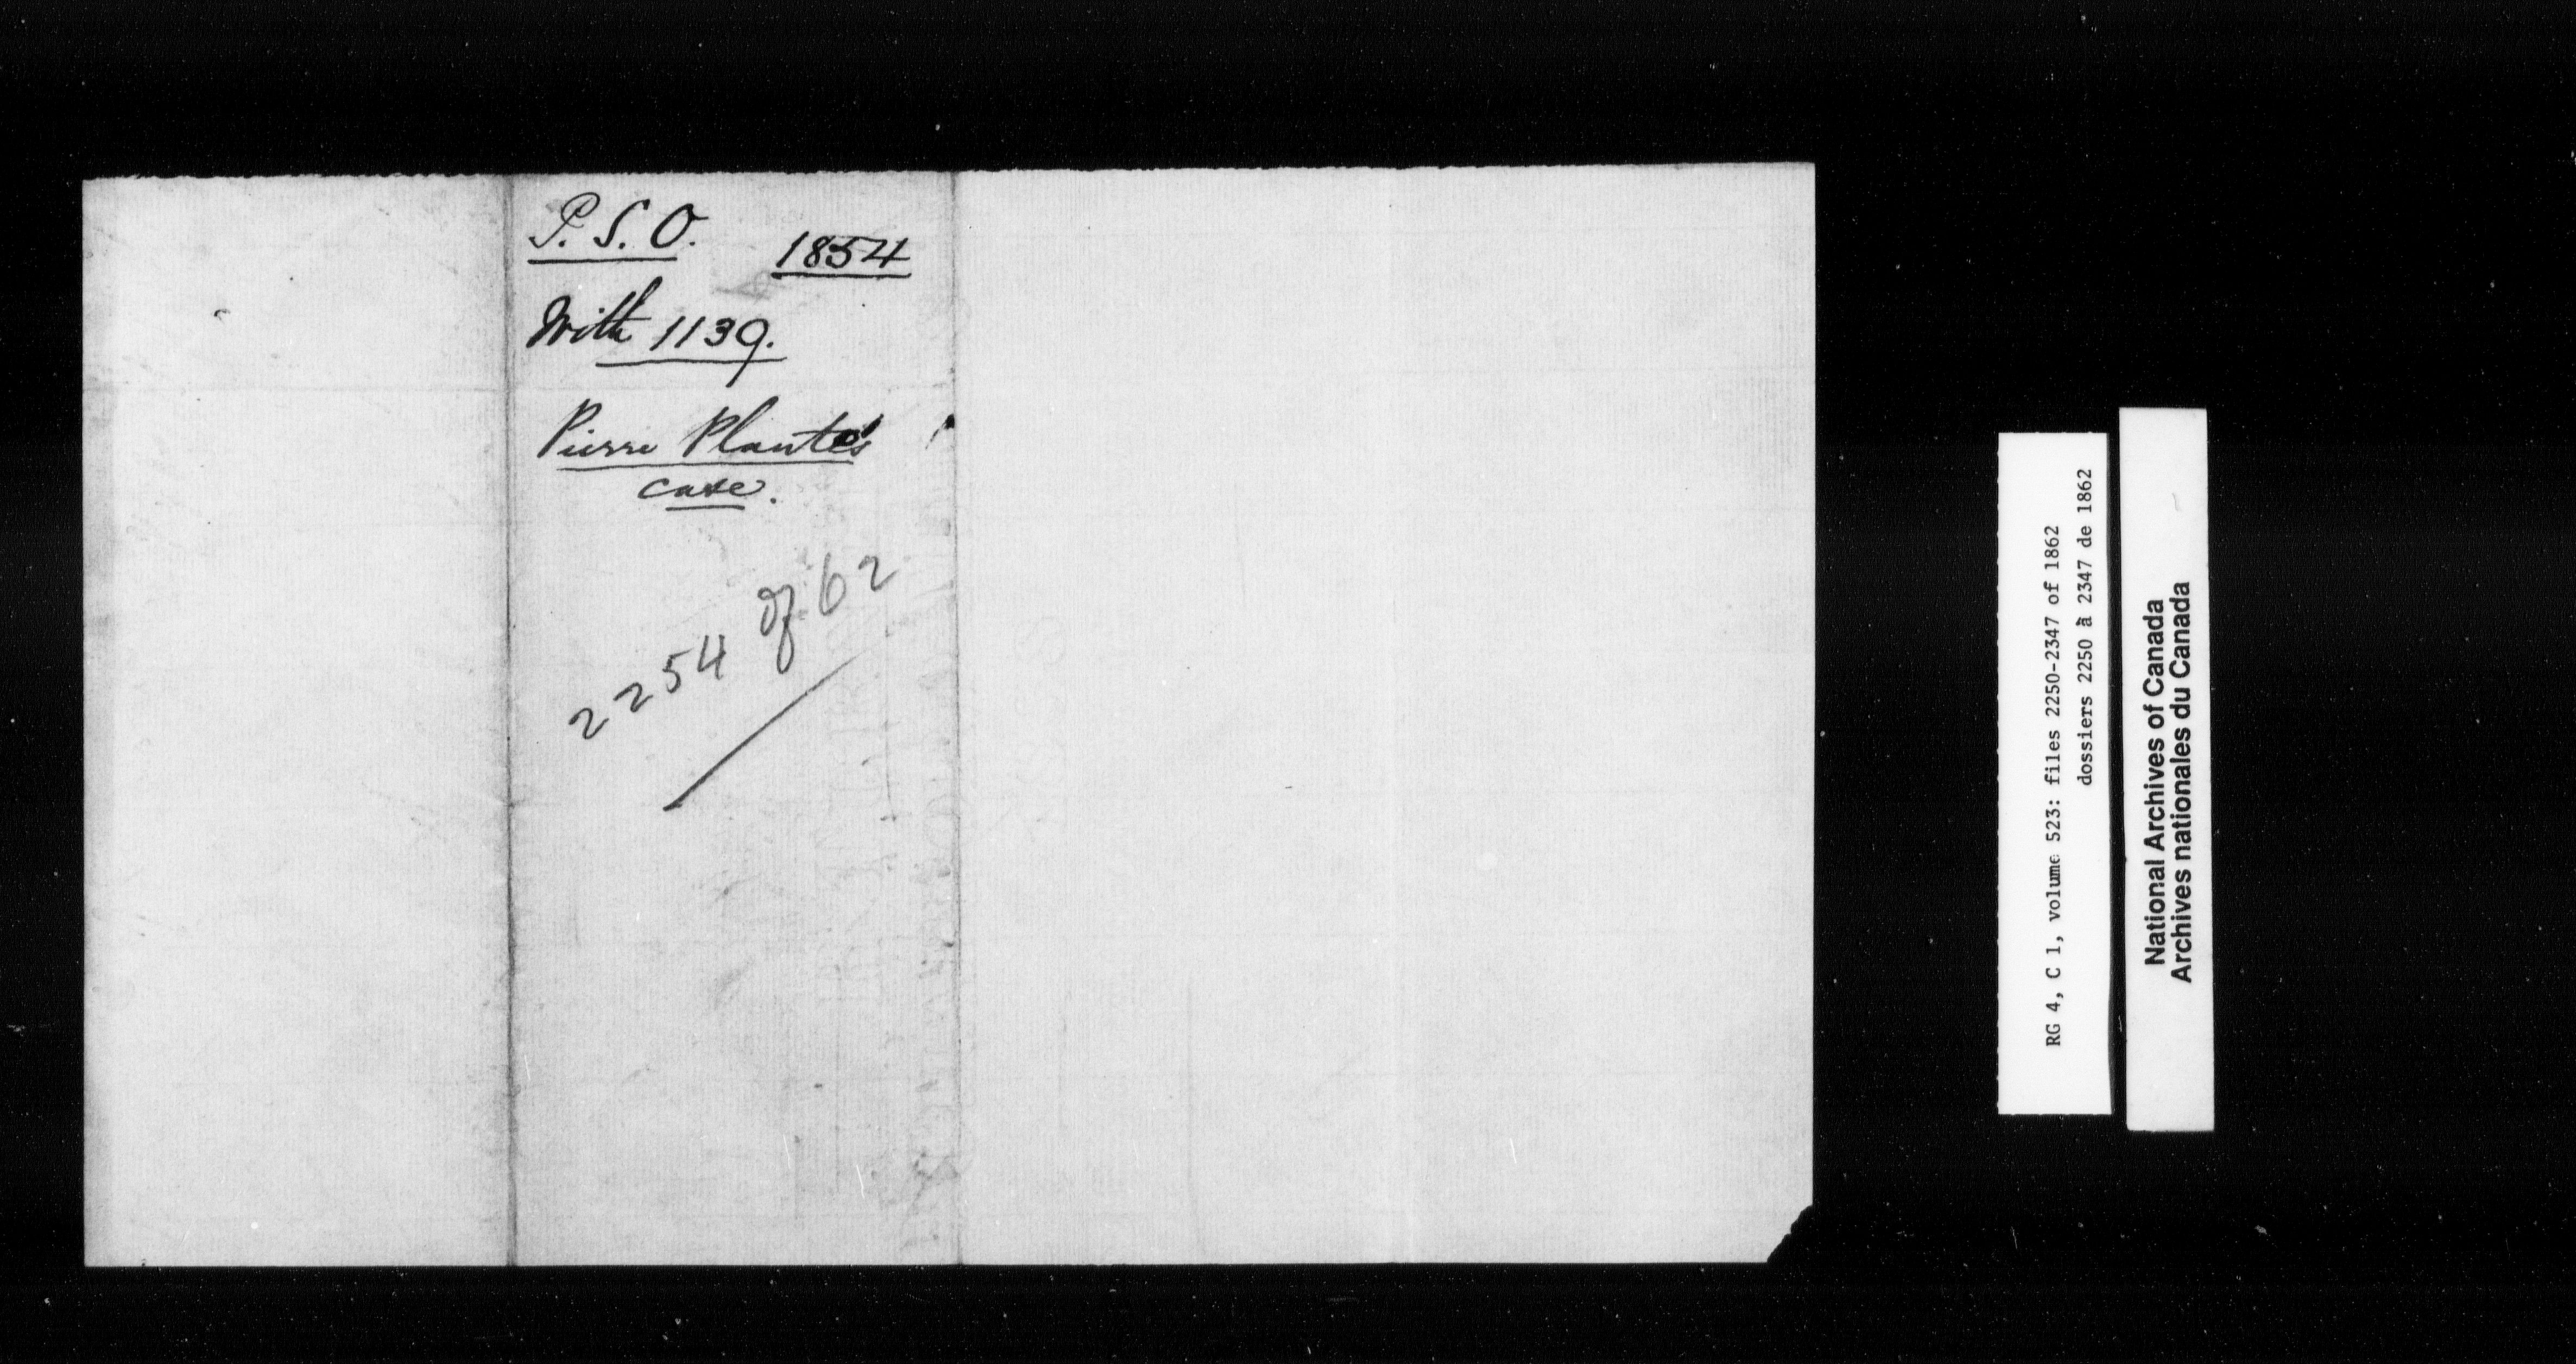 P. S. O.
1854
With 1139.
Pierre Plante's
case.
2254 of 62
RG 4, C 1, volume 523: files 2250-2347 of 1862
dossiers 2250 à 2347 de 1862
National Archives of Canada
Archives nationales du Canada